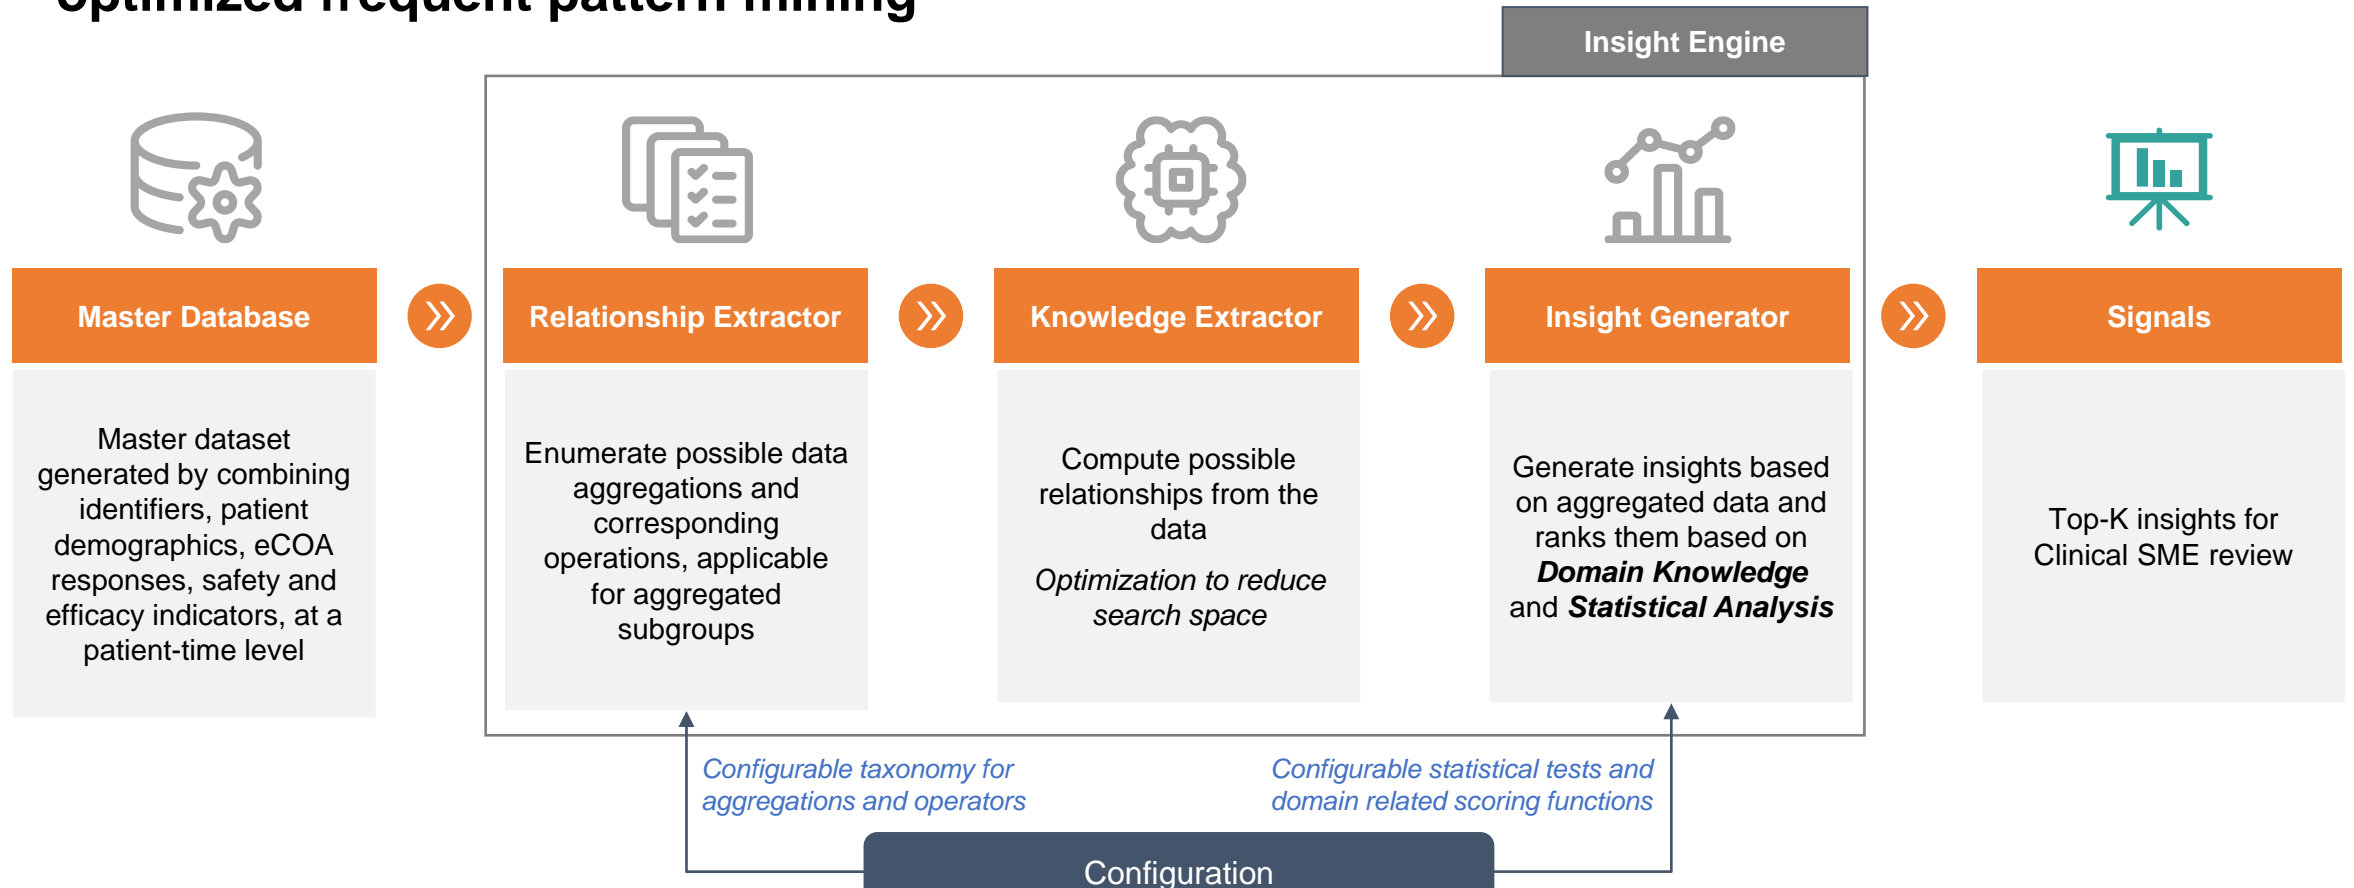 optimized frequent pattern mining
Insight Engine
Master Database
Relationship Extractor
Knowledge Extractor
Insight Generator
Signals
Master dataset
generated by combining
identifiers, patient
demographics, eCOA
responses, safety and
efficacy indicators, at a
patient-time level
Enumerate possible data
aggregations and
corresponding
operations, applicable
for aggregated
subgroups
Compute possible
relationships from the
data
Optimization to reduce
search space
Generate insights based
on aggregated data and
ranks them based on
Domain Knowledge
and Statistical Analysis
Top-K insights for
Clinical SME review
Configurable taxonomy for
aggregations and operators
Configurable statistical tests and
domain related scoring functions
Configuration